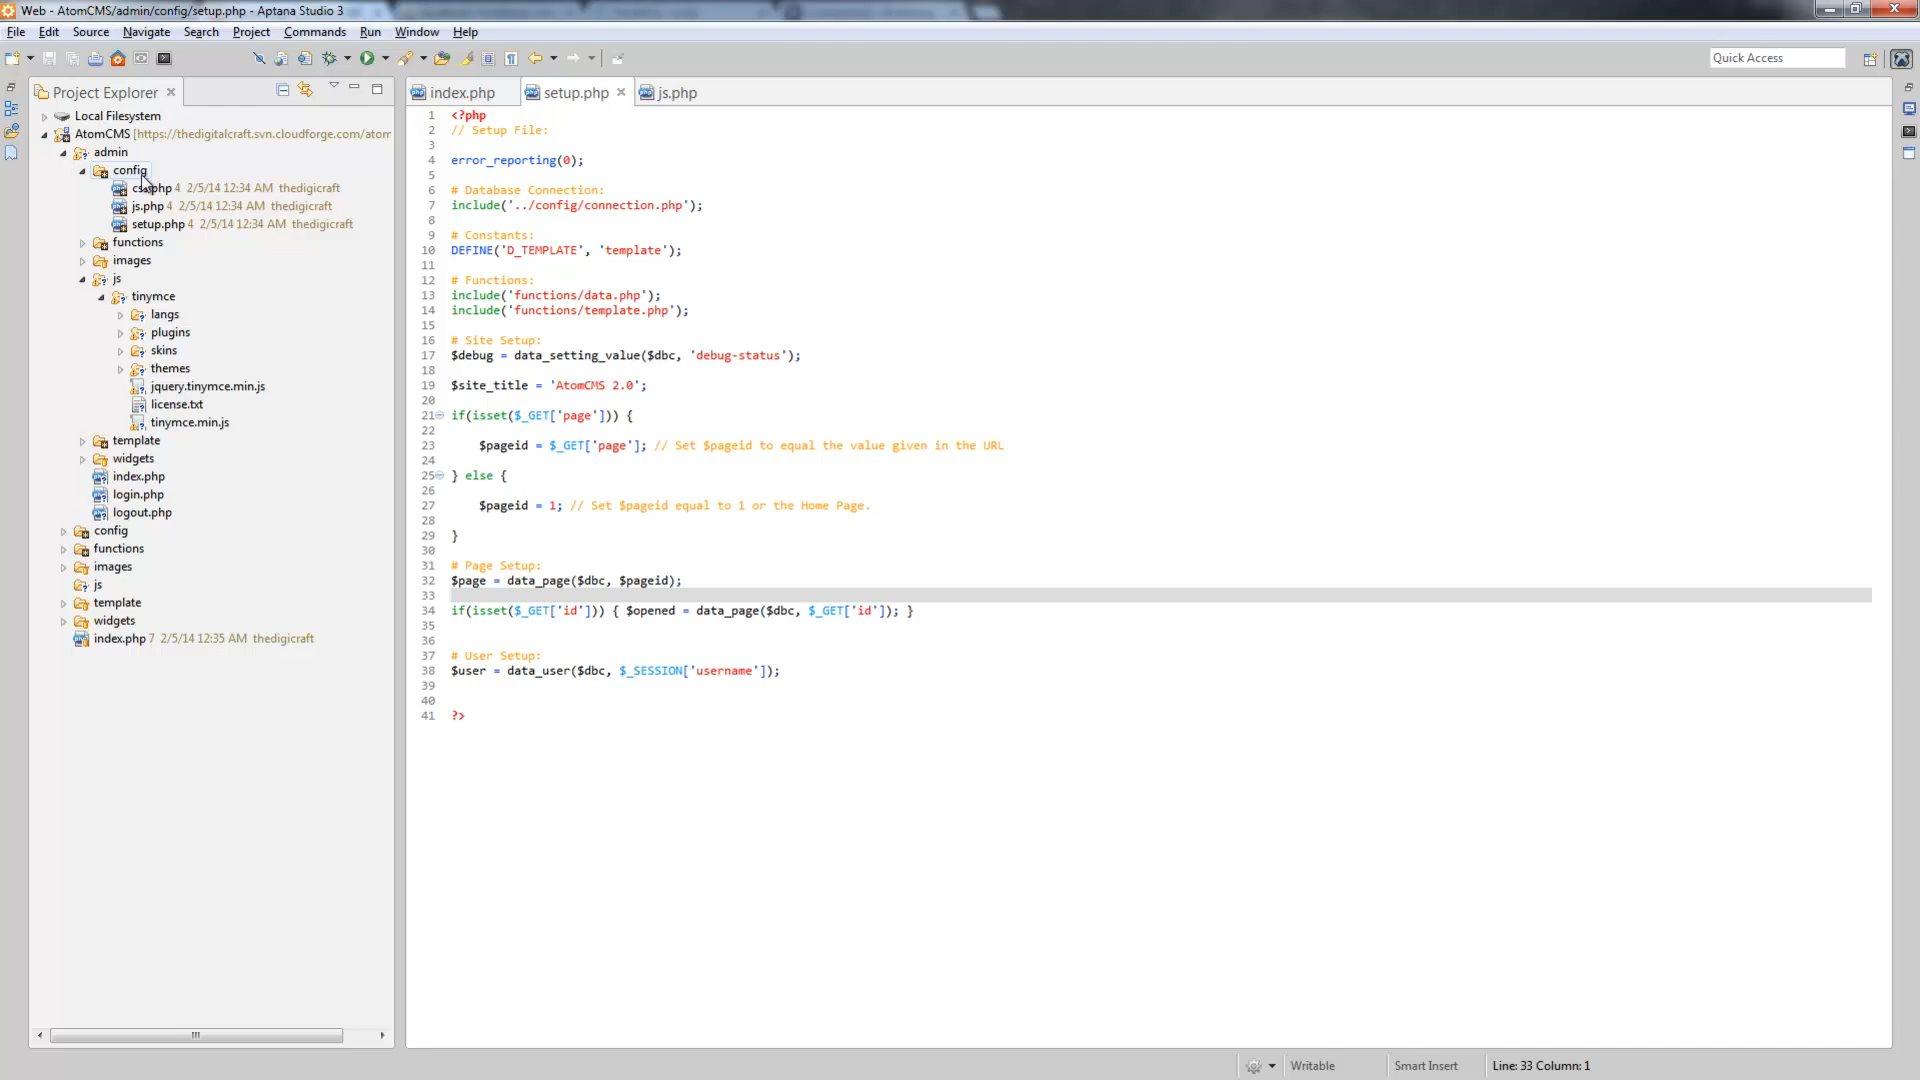 Web - AtomCMS/admin/config/setup.php - Aptana Studio 3
File Edit Source Navigate Search Project Commands Run Window Help
Quick Access
Project Explorer
index.php
setup.php
js.php
Local Filesystem
AtomCMS [https://thedigitalcraft.svn.cloudforge.com/atom
admin
config
css.php 4 2/5/14 12:34 AM thedigicraft
js.php 4 2/5/14 12:34 AM thedigicraft
setup.php 4 2/5/14 12:34 AM thedigicraft
functions
images
js
tinymce
langs
plugins
skins
themes
jquery.tinymce.min.js
license.txt
tinymce.min.js
template
widgets
index.php
login.php
logout.php
config
functions
images
js
template
widgets
index.php 7 2/5/14 12:35 AM thedigicraft
1 <?php
2 // Setup File:
3
4 error_reporting(0);
5
6 # Database Connection:
7 include('../config/connection.php');
8
9 # Constants:
10 DEFINE('D_TEMPLATE', 'template');
11
12 # Functions:
13 include('functions/data.php');
14 include('functions/template.php');
15
16 # Site Setup:
17 $debug = data_setting_value($dbc, 'debug-status');
18
19 $site_title = 'AtomCMS 2.0';
20
21 if(isset($_GET['page'])) {
22
23 $pageid = $_GET['page']; // Set $pageid to equal the value given in the URL
24
25 } else {
26
27 $pageid = 1; // Set $pageid equal to 1 or the Home Page.
28
29 }
30
31 # Page Setup:
32 $page = data_page($dbc, $pageid);
33
34 if(isset($_GET['id'])) { $opened = data_page($dbc, $_GET['id']); }
35
36
37 # User Setup:
38 $user = data_user($dbc, $_SESSION['username']);
39
40
41 ?>
Writable
Smart Insert
Line: 33 Column: 1